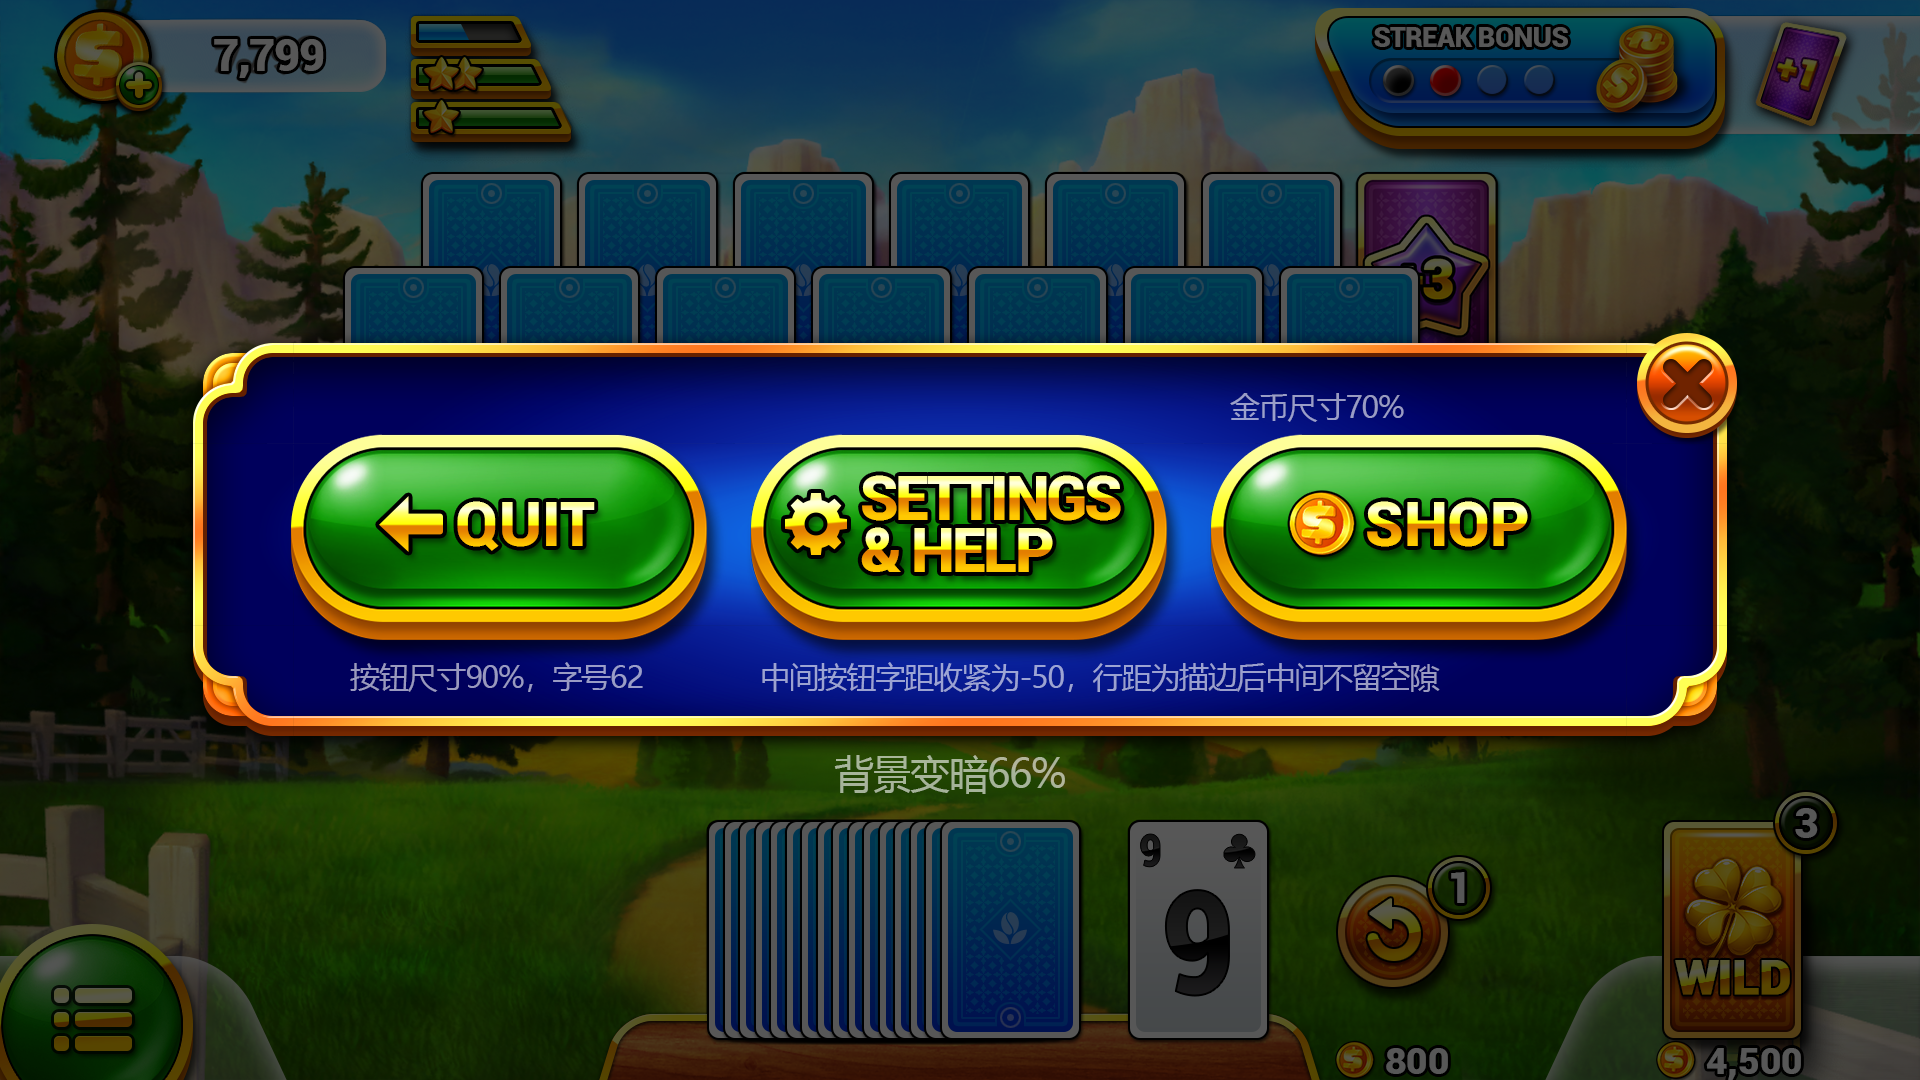 7,799
STREAK BONUS
+1
+3
金币尺寸70%
QUIT
SETTINGS
& HELP
SHOP
按钮尺寸90%，字号62
中间按钮字距收紧为-50，行距为描边后中间不留空隙
背景变暗66%
3
9
9
1
WILD
800
4,500